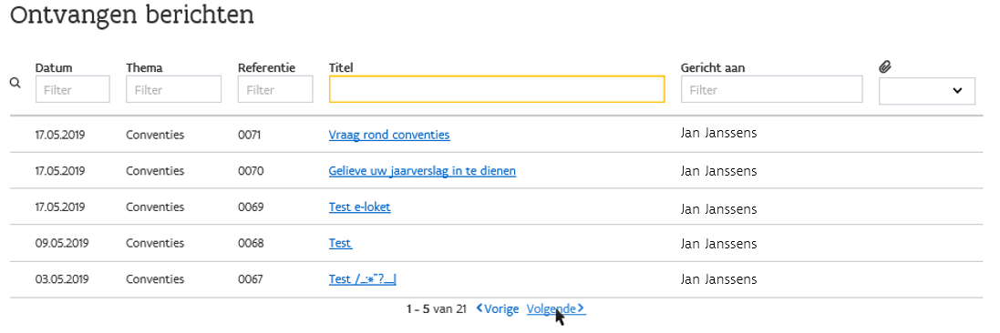 Ontvangen berichten
Datum Thema Referentie Titel Gericht aan
Filter Filter Filter Filter
17.05.2019 Conventies 0071 Vraag rond conventies Jan Janssens
17.05.2019 Conventies 0070 Gelieve uw jaarverslag in te dienen Jan Janssens
17.05.2019 Conventies 0069 Test e-loket Jan Janssens
09.05.2019 Conventies 0068 Test Jan Janssens
03.05.2019 Conventies 0067 Test Jan Janssens
1 - 5 van 21 Vorige Volgende